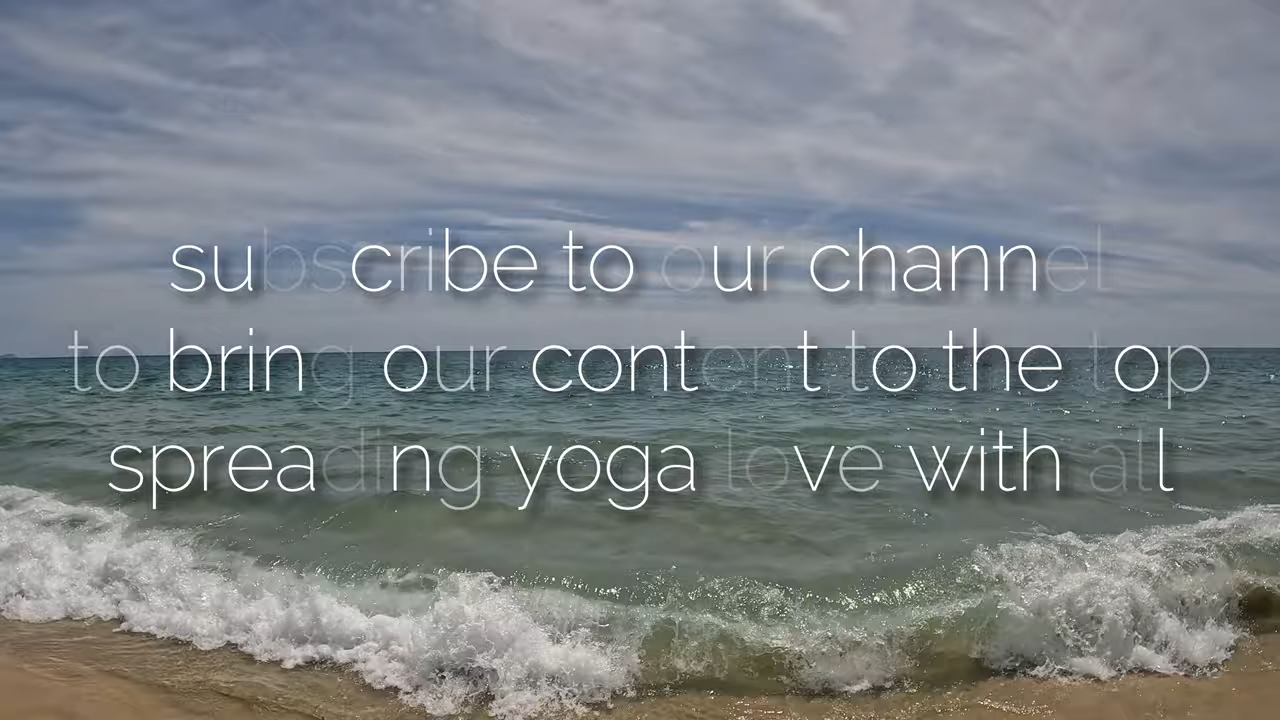 subscribe to our channel
to bring our content to the top
spreading yoga love with all